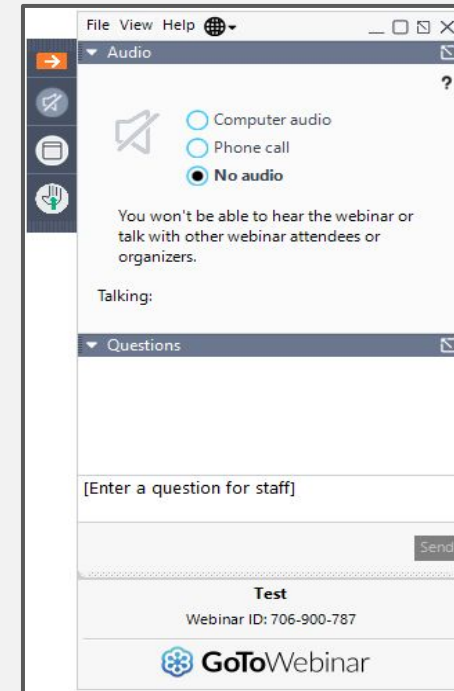 File View Help
Audio
?
Computer audio
Phone call
No audio
You won't be able to hear the webinar or
talk with other webinar attendees or
organizers.
Talking:
Questions
[Enter a question for staff]
Send
Test
Webinar ID: 706-900-787
GoToWebinar